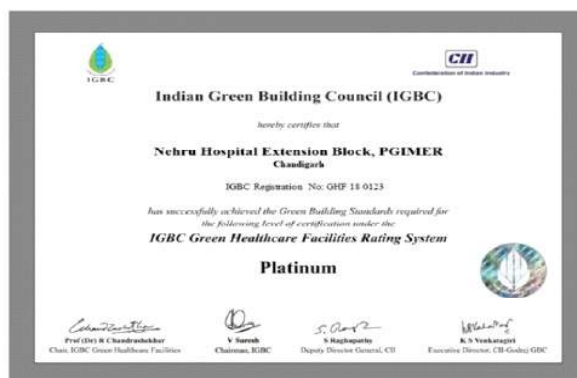 IGBC
CII
Confederation of Indian Industry
Indian Green Building Council (IGBC)
hereby certifies that
Nehru Hospital Extension Block, PGIMER
Chandigarh
IGBC Registration No: GHF 18 0123
has successfully achieved the Green Building Standards required for
the following level of certification under the
IGBC Green Healthcare Facilities Rating System
Platinum
Prof (Dr) R Chandrashekhar
Chair, IGBC Green Healthcare Facilities
V Suresh
Chairman, IGBC
S Raghupathy
Deputy Director General, CII
K S Venkatagiri
Executive Director, CII-Godrej GBC